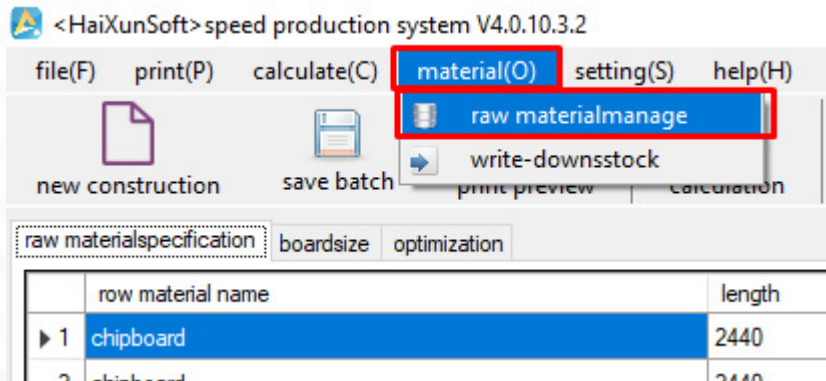 <HaiXunSoft>speed production system V4.0.10.3.2
file(F) print(P) calculate(C) material(O) setting(S) help(H)
raw materialmanage
write-downsstock
new construction save batch print preview calculation
raw materialspecification boardsize optimization
row material name length
1 chipboard 2440
2 chipboard 2440